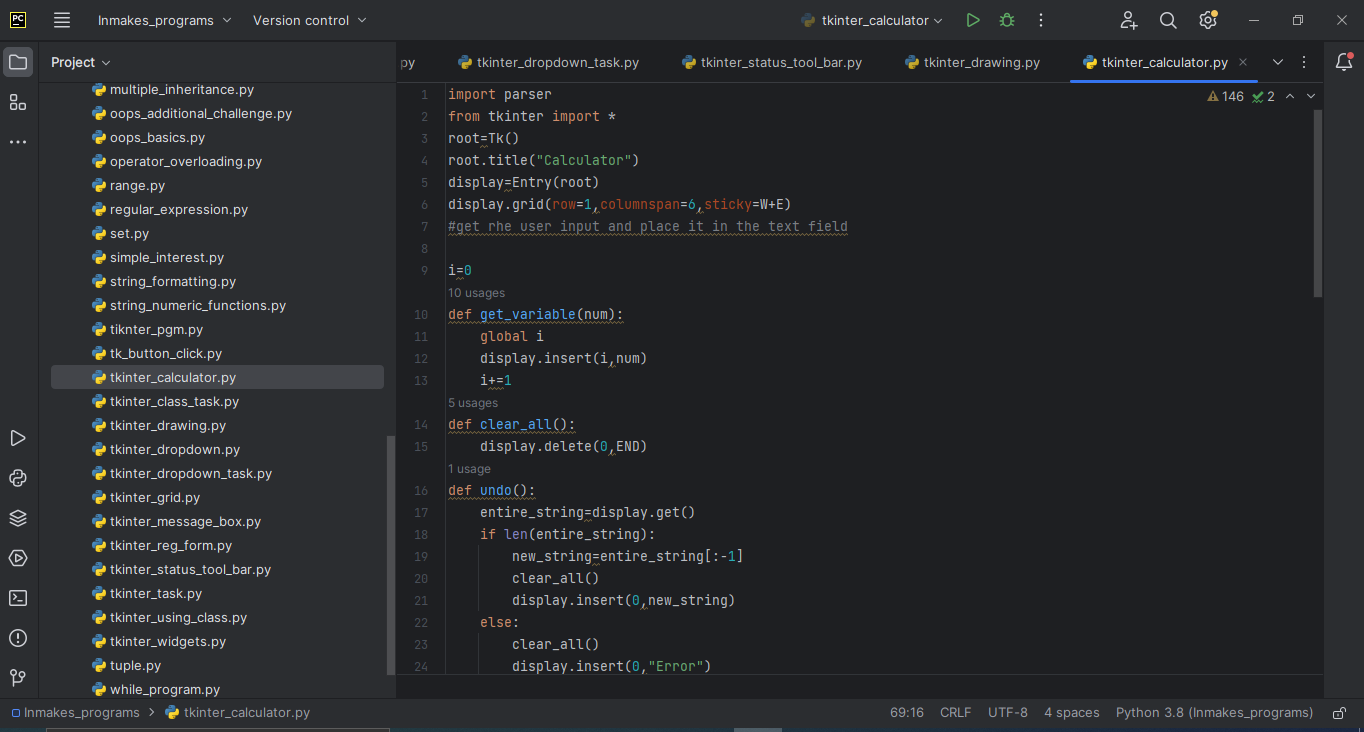 PC Inmakes_programs Version control tkinter_calculator
Project
multiple_inheritance.py
oops_additional_challenge.py
oops_basics.py
operator_overloading.py
range.py
regular_expression.py
set.py
simple_interest.py
string_formatting.py
string_numeric_functions.py
tiknter_pgm.py
tk_button_click.py
tkinter_calculator.py
tkinter_class_task.py
tkinter_drawing.py
tkinter_dropdown.py
tkinter_dropdown_task.py
tkinter_grid.py
tkinter_message_box.py
tkinter_reg_form.py
tkinter_status_tool_bar.py
tkinter_task.py
tkinter_using_class.py
tkinter_widgets.py
tuple.py
while_program.py
py tkinter_dropdown_task.py tkinter_status_tool_bar.py tkinter_drawing.py tkinter_calculator.py
146 2
1 import parser
2 from tkinter import *
3 root=Tk()
4 root.title("Calculator")
5 display=Entry(root)
6 display.grid(row=1,columnspan=6,sticky=W+E)
7 #get rhe user input and place it in the text field
8
9 i=0
10 usages
10 def get_variable(num):
11 global i
12 display.insert(i,num)
13 i+=1
5 usages
14 def clear_all():
15 display.delete(0,END)
1 usage
16 def undo():
17 entire_string=display.get()
18 if len(entire_string):
19 new_string=entire_string[:-1]
20 clear_all()
21 display.insert(0,new_string)
22 else:
23 clear_all()
24 display.insert(0,"Error")
Inmakes_programs > tkinter_calculator.py 69:16 CRLF UTF-8 4 spaces Python 3.8 (Inmakes_programs)